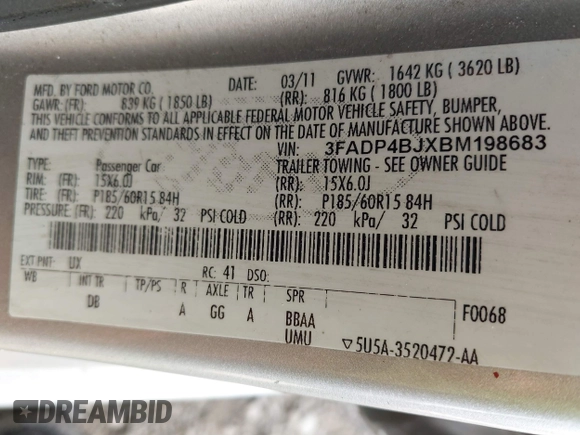 MFD. BY FORD MOTOR CO. DATE: 03/11 GVWR: 1642 KG ( 3620 LB)
GAWR: (FR): 839 KG ( 1850 LB) (RR): 816 KG ( 1800 LB)
THIS VEHICLE CONFORMS TO ALL APPLICABLE FEDERAL MOTOR VEHICLE SAFETY, BUMPER,
AND THEFT PREVENTION STANDARDS IN EFFECT ON THE DATE OF MANUFACTURE SHOWN ABOVE.
VIN: 3FADP4BJXBM198683
TYPE: Passenger Car TRAILER TOWING - SEE OWNER GUIDE
RIM: (FR): 15X6.0J (RR): 15X6.0J
TIRE: (FR): P185/60R15 84H (RR): P185/60R15 84H
PRESSURE: (FR): 220 kPa/ 32 PSI COLD (RR): 220 kPa/ 32 PSI COLD
EXT PNT: UX RC: 41 DSO:
WB INT TR TP/PS R AXLE TR SPR F0068
DB A GG A BBAA
UMU ▽5U5A-3520472-AA
DREAMBID